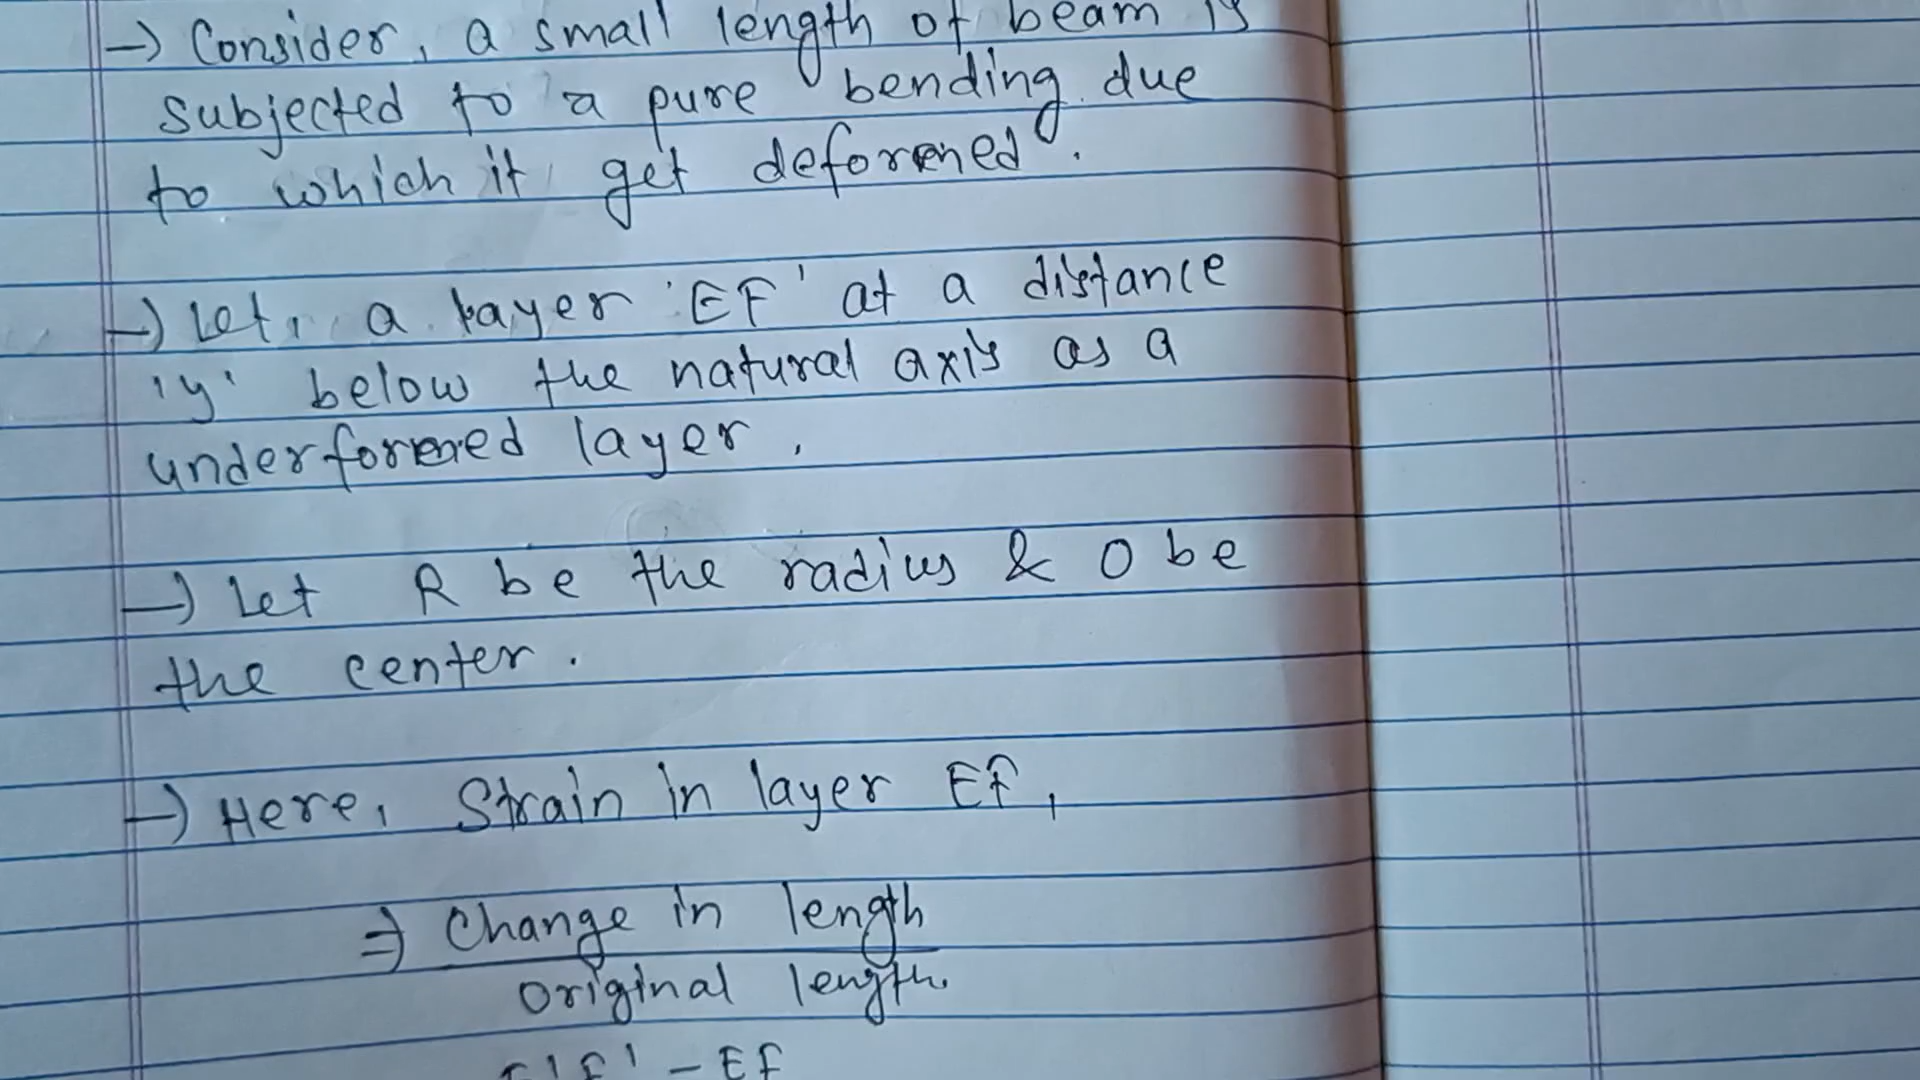 → Consider, a small length of beam is
subjected to a pure bending due
to which it get deformed.
→ Let, a layer 'EF' at a distance
'y' below the natural axis as a
underformed layer.
→ Let R be the radius & O be
the center.
→ Here, Strain in layer EF,
⇒ Change in length
original length.
E'F' - EF